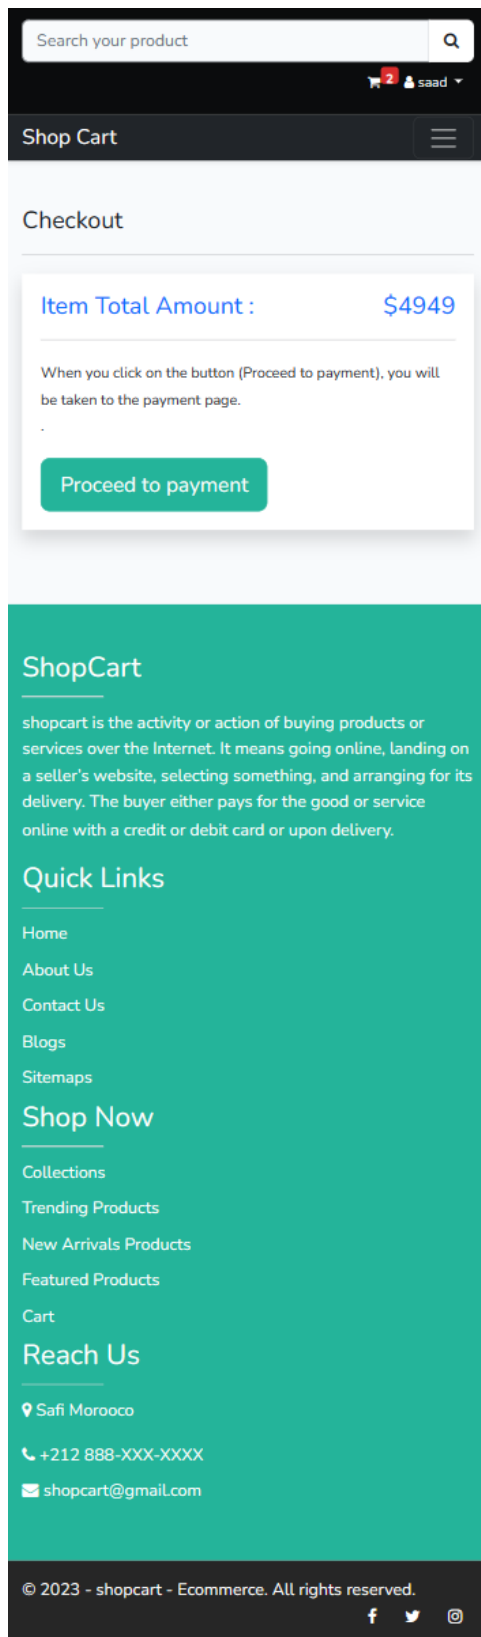 Search your product
2 saad
Shop Cart
Checkout
Item Total Amount : $4949
When you click on the button (Proceed to payment), you will
be taken to the payment page.
.
Proceed to payment
ShopCart
shopcart is the activity or action of buying products or
services over the Internet. It means going online, landing on
a seller's website, selecting something, and arranging for its
delivery. The buyer either pays for the good or service
online with a credit or debit card or upon delivery.
Quick Links
Home
About Us
Contact Us
Blogs
Sitemaps
Shop Now
Collections
Trending Products
New Arrivals Products
Featured Products
Cart
Reach Us
Safi Morooco
+212 888-XXX-XXXX
shopcart@gmail.com
© 2023 - shopcart - Ecommerce. All rights reserved.